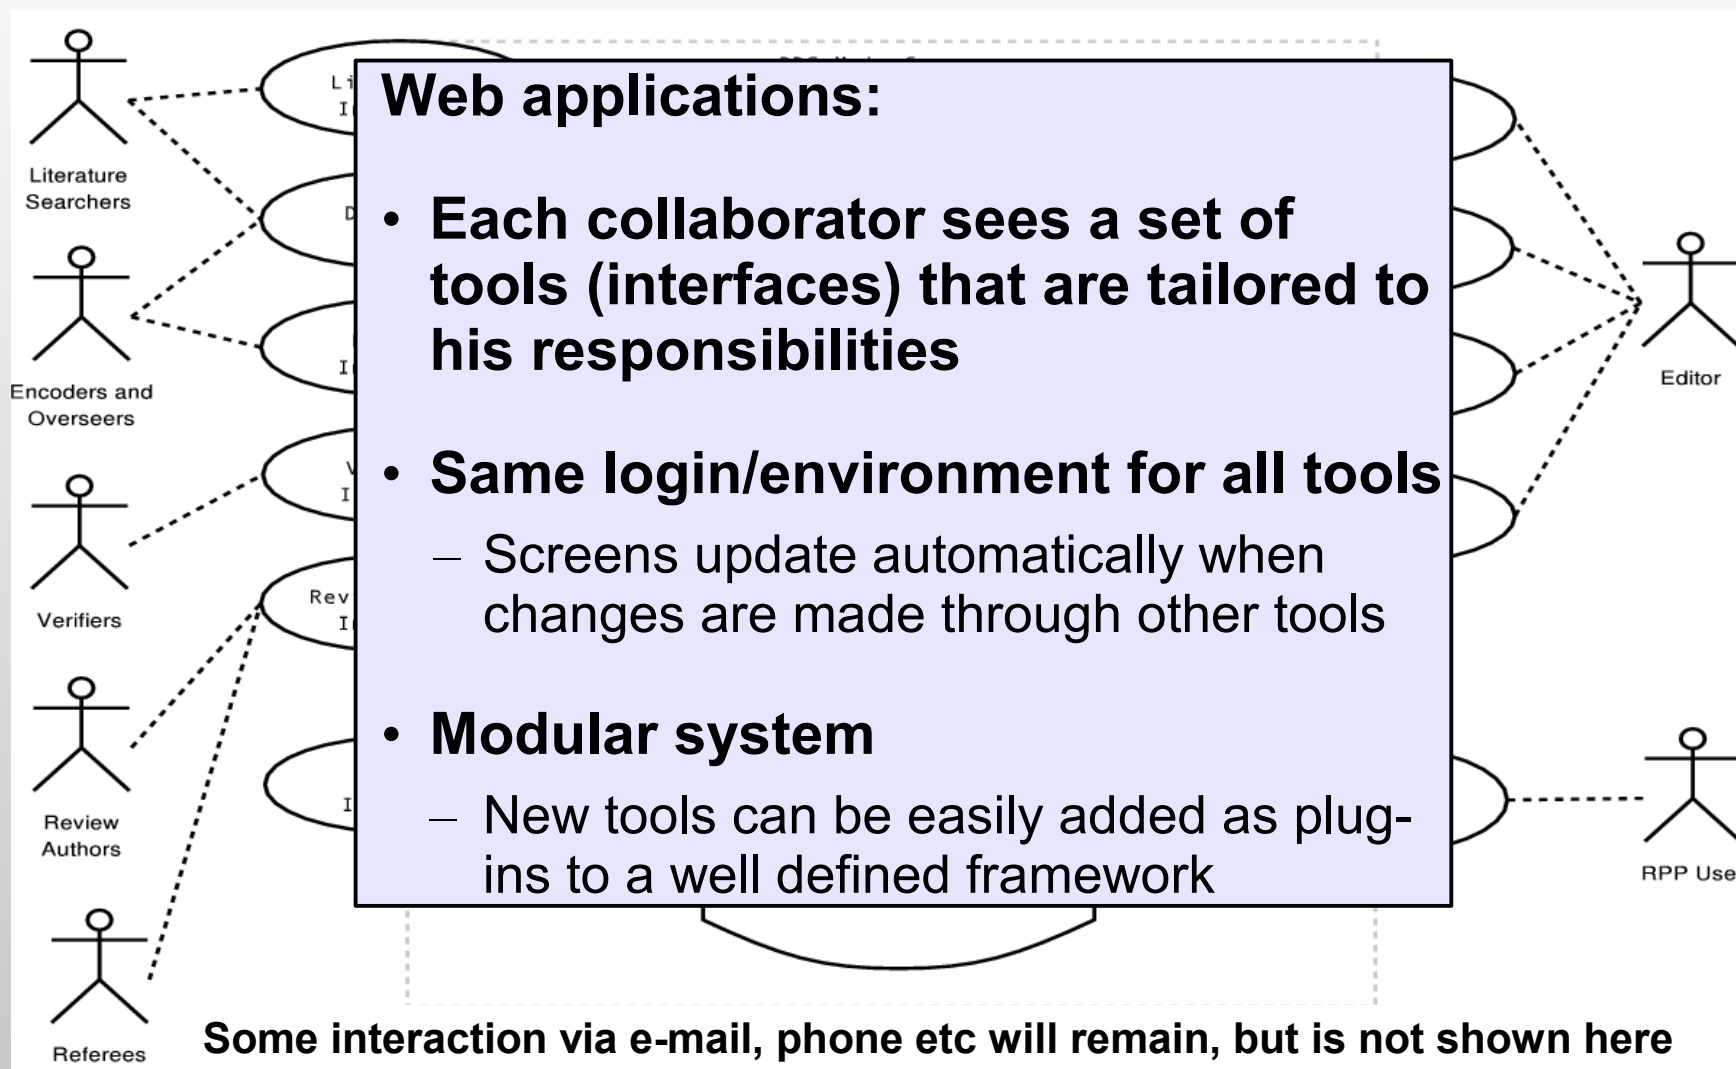 Literature
Searchers
Encoders and
Overseers
Verifiers
Review
Authors
Referees
Web applications:
• Each collaborator sees a set of
tools (interfaces) that are tailored to
his responsibilities
• Same login/environment for all tools
– Screens update automatically when
changes are made through other tools
• Modular system
– New tools can be easily added as plug-
ins to a well defined framework
Editor
RPP Use
Some interaction via e-mail, phone etc will remain, but is not shown here